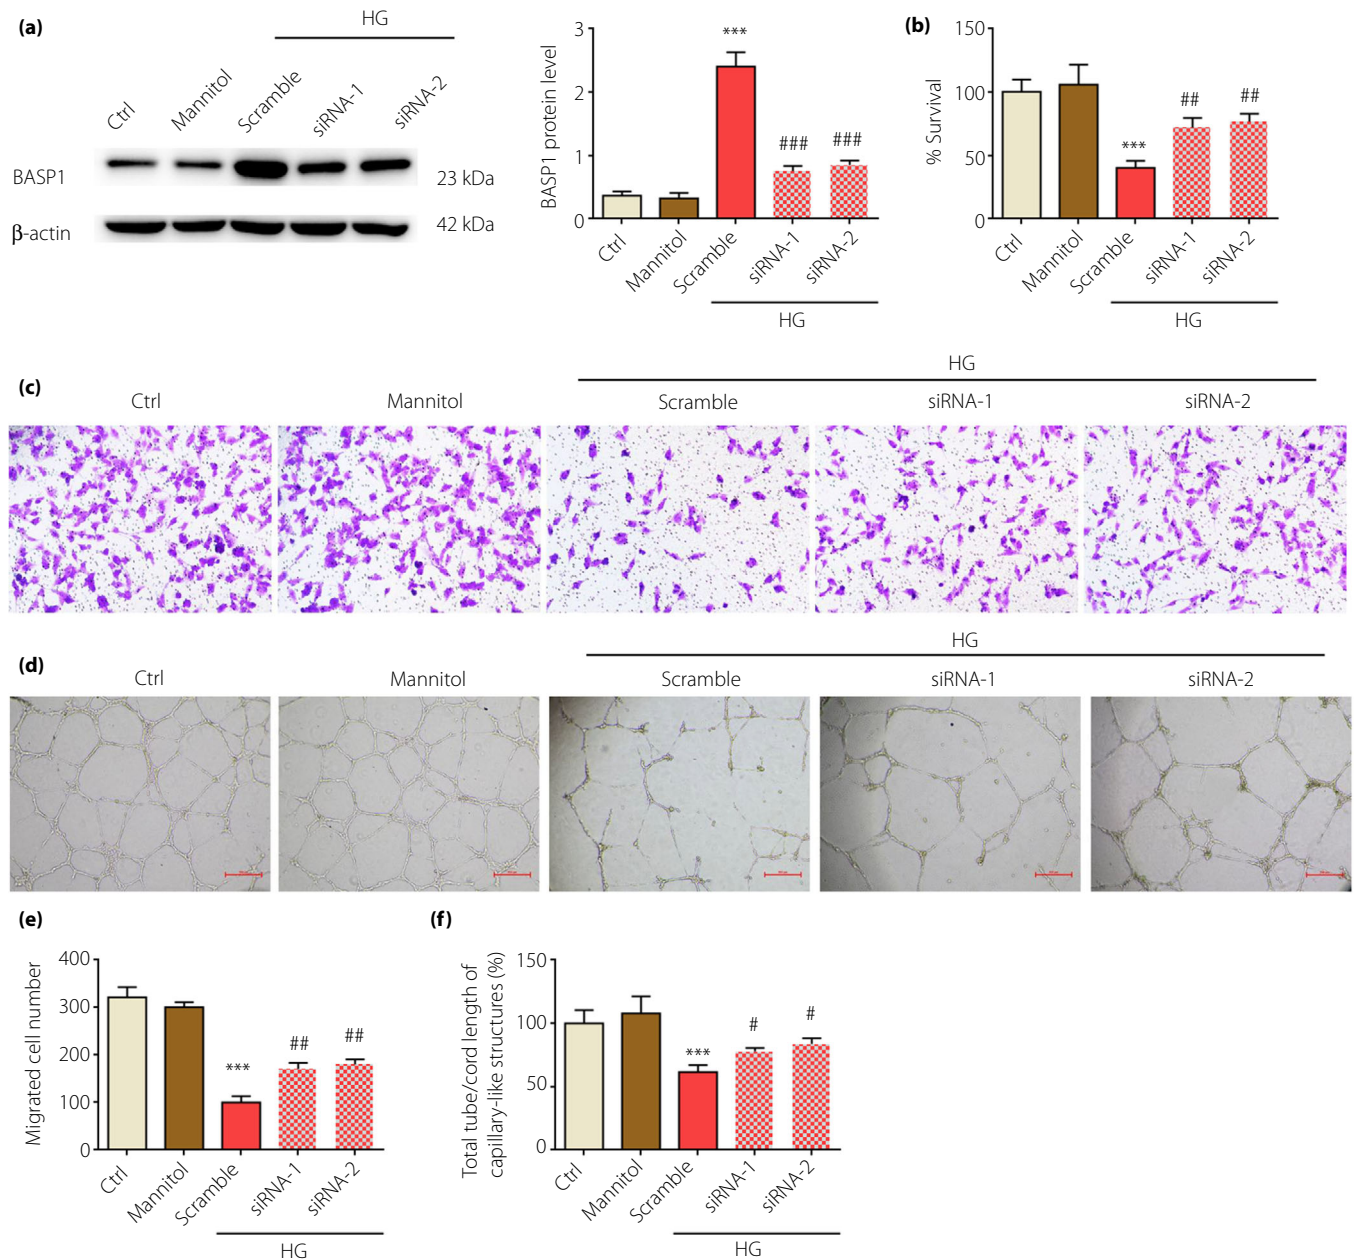 (a)
HG
Ctrl
Mannitol
Scramble
siRNA-1
siRNA-2
BASP1
23 kDa
β-actin
42 kDa
BASP1 protein level
3
2
1
0
***
###
###
Ctrl
Mannitol
Scramble
siRNA-1
siRNA-2
HG
(b)
% Survival
150
100
50
0
***
##
##
Ctrl
Mannitol
Scramble
siRNA-1
siRNA-2
HG
(c)
HG
Ctrl
Mannitol
Scramble
siRNA-1
siRNA-2
(d)
HG
Ctrl
Mannitol
Scramble
siRNA-1
siRNA-2
(e)
Migrated cell number
400
300
200
100
0
***
##
##
Ctrl
Mannitol
Scramble
siRNA-1
siRNA-2
HG
(f)
Total tube/cord length of
capillary-like structures (%)
150
100
50
0
***
#
#
Ctrl
Mannitol
Scramble
siRNA-1
siRNA-2
HG